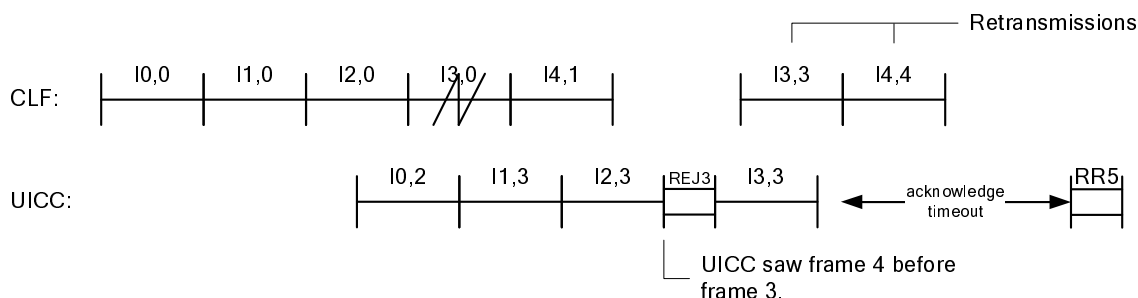 Retransmissions
I0,0 I1,0 I2,0 I3,0 I4,1 I3,3 I4,4
CLF:
I0,2 I1,3 I2,3 REJ3 I3,3 RR5
UICC:
acknowledge
timeout
UICC saw frame 4 before
frame 3.